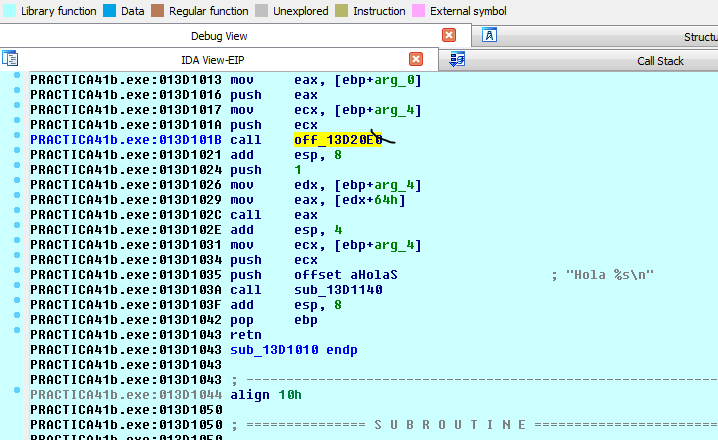 Library function Data Regular function Unexplored Instruction External symbol
Debug View Structu
IDA View-EIP Call Stack
PRACTICA41b.exe:013D1013 mov eax, [ebp+arg_0]
PRACTICA41b.exe:013D1016 push eax
PRACTICA41b.exe:013D1017 mov ecx, [ebp+arg_4]
PRACTICA41b.exe:013D101A push ecx
PRACTICA41b.exe:013D101B call off_13D20E0
PRACTICA41b.exe:013D1021 add esp, 8
PRACTICA41b.exe:013D1024 push 1
PRACTICA41b.exe:013D1026 mov edx, [ebp+arg_4]
PRACTICA41b.exe:013D1029 mov eax, [edx+64h]
PRACTICA41b.exe:013D102C call eax
PRACTICA41b.exe:013D102E add esp, 4
PRACTICA41b.exe:013D1031 mov ecx, [ebp+arg_4]
PRACTICA41b.exe:013D1034 push ecx
PRACTICA41b.exe:013D1035 push offset aHolaS ; "Hola %s\n"
PRACTICA41b.exe:013D103A call sub_13D1140
PRACTICA41b.exe:013D103F add esp, 8
PRACTICA41b.exe:013D1042 pop ebp
PRACTICA41b.exe:013D1043 retn
PRACTICA41b.exe:013D1043 sub_13D1010 endp
PRACTICA41b.exe:013D1043
PRACTICA41b.exe:013D1043 ; ---------------------------------------------------------------
PRACTICA41b.exe:013D1044 align 10h
PRACTICA41b.exe:013D1050
PRACTICA41b.exe:013D1050 ; =============== S U B R O U T I N E =======================